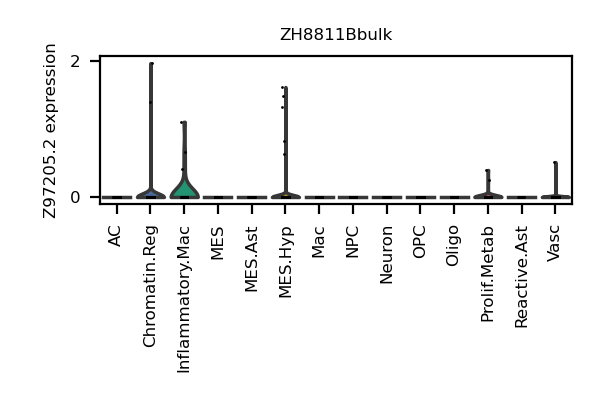 ZH8811Bbulk
Z97205.2 expression
2
0
AC
Chromatin.Reg
Inflammatory.Mac
MES
MES.Ast
MES.Hyp
Mac
NPC
Neuron
OPC
Oligo
Prolif.Metab
Reactive.Ast
Vasc